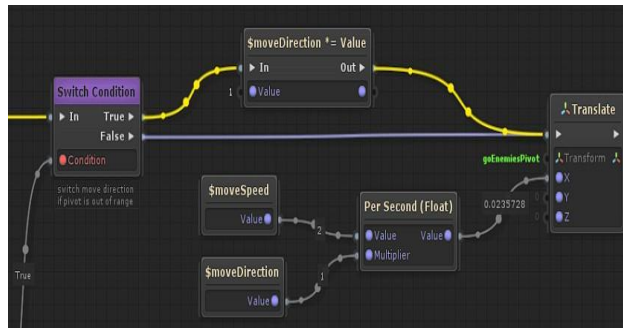 $moveDirection *= Value
In Out
1 Value
Switch Condition
In True
False
Condition
switch move direction
if pivot is out of range
True
Translate
goEnemiesPivot Transform
X
0 Y
0 Z
$moveSpeed
Value
2
Per Second (Float)
Value Value
Multiplier
0.0235728
$moveDirection
Value
1